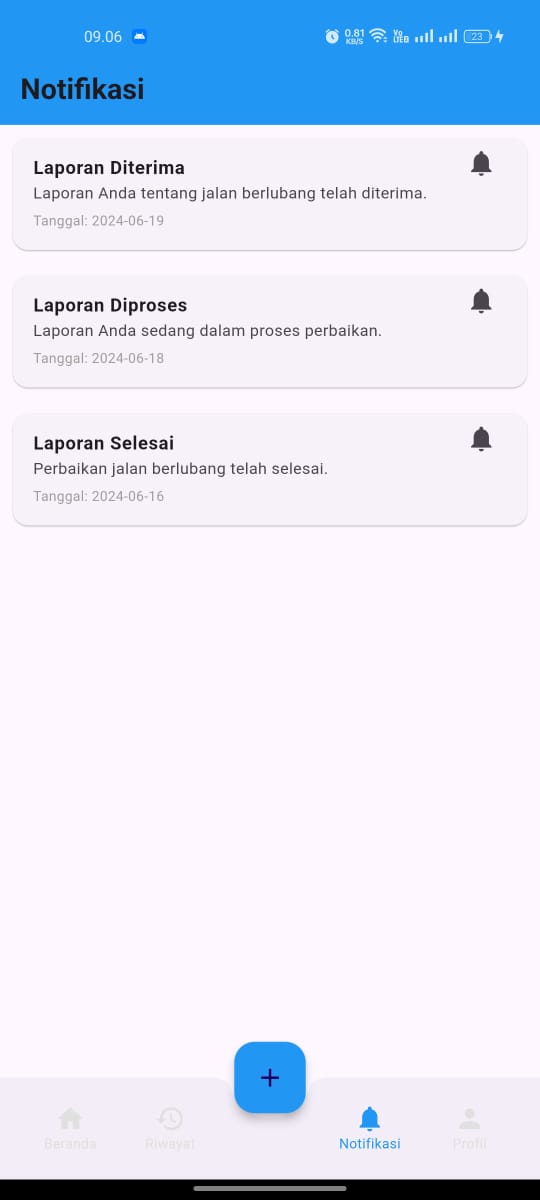 09.06
0.81
KB/S
Vo
LTE
23
Notifikasi
Laporan Diterima
Laporan Anda tentang jalan berlubang telah diterima.
Tanggal: 2024-06-19
Laporan Diproses
Laporan Anda sedang dalam proses perbaikan.
Tanggal: 2024-06-18
Laporan Selesai
Perbaikan jalan berlubang telah selesai.
Tanggal: 2024-06-16
+
Beranda
Riwayat
Notifikasi
Profil